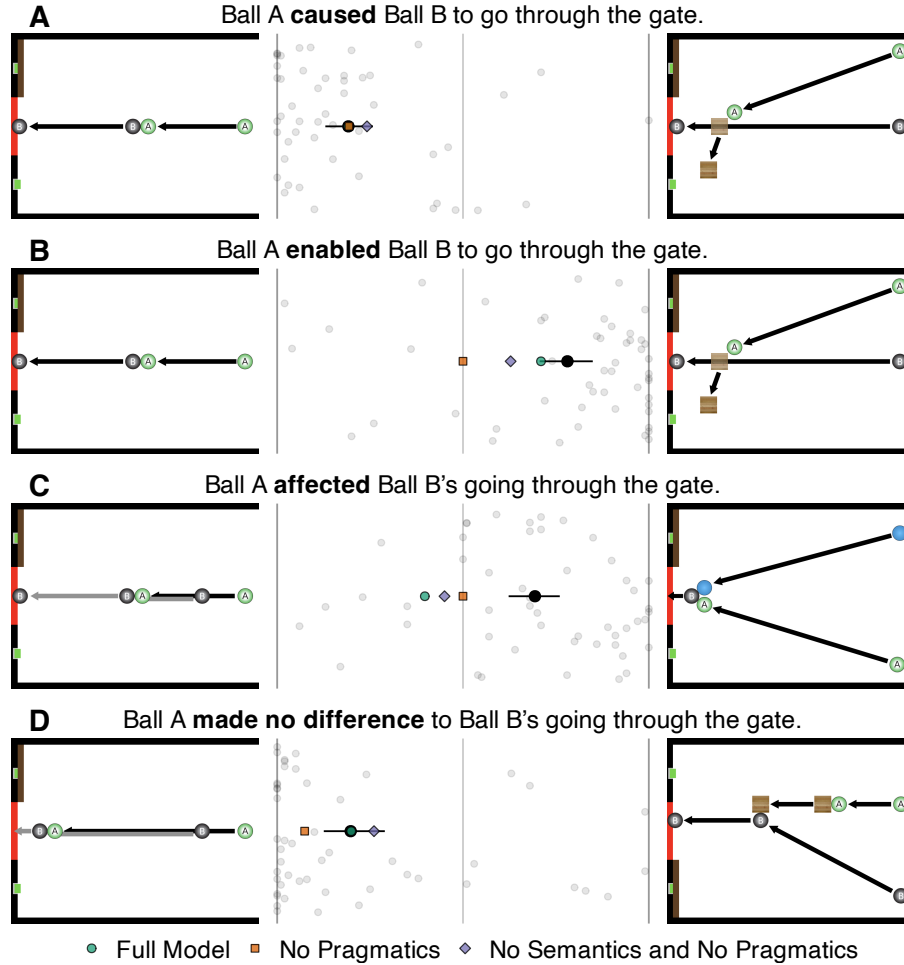 A Ball A caused Ball B to go through the gate.
B B A A
A B B
B Ball A enabled Ball B to go through the gate.
B B A A
A B B
C Ball A affected Ball B's going through the gate.
B B A B A
B A A
D Ball A made no difference to Ball B's going through the gate.
B A B A
A A B B B
Full Model No Pragmatics No Semantics and No Pragmatics